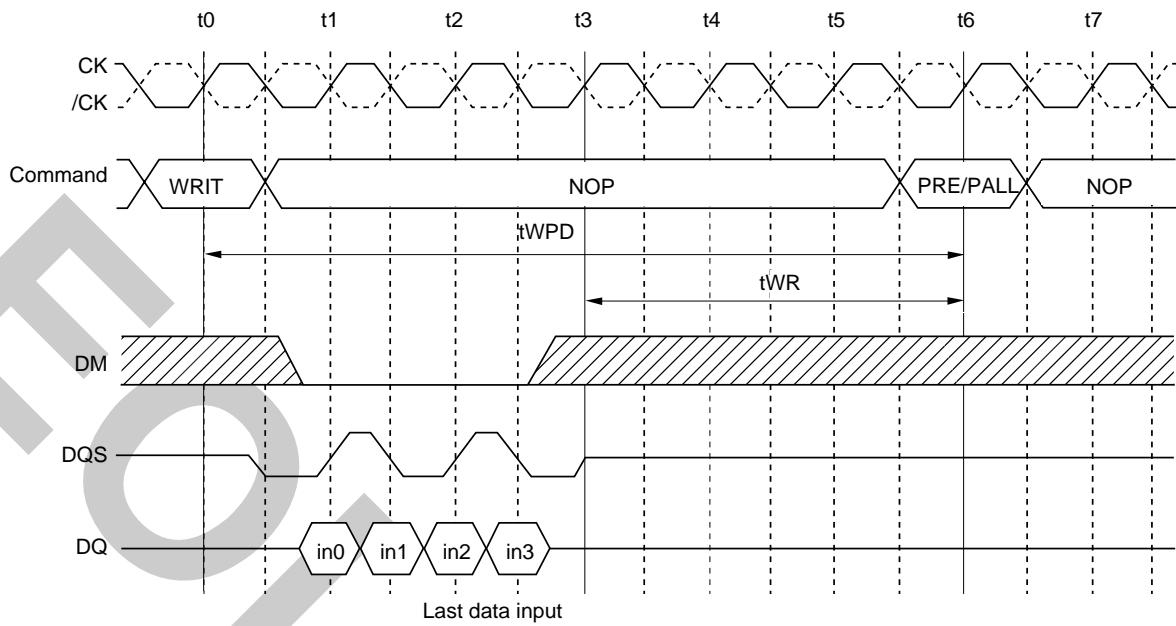 t0 t1 t2 t3 t4 t5 t6 t7
CK
/CK
Command WRIT NOP PRE/PALL NOP
tWPD
tWR
DM
DQS
DQ in0 in1 in2 in3
Last data input